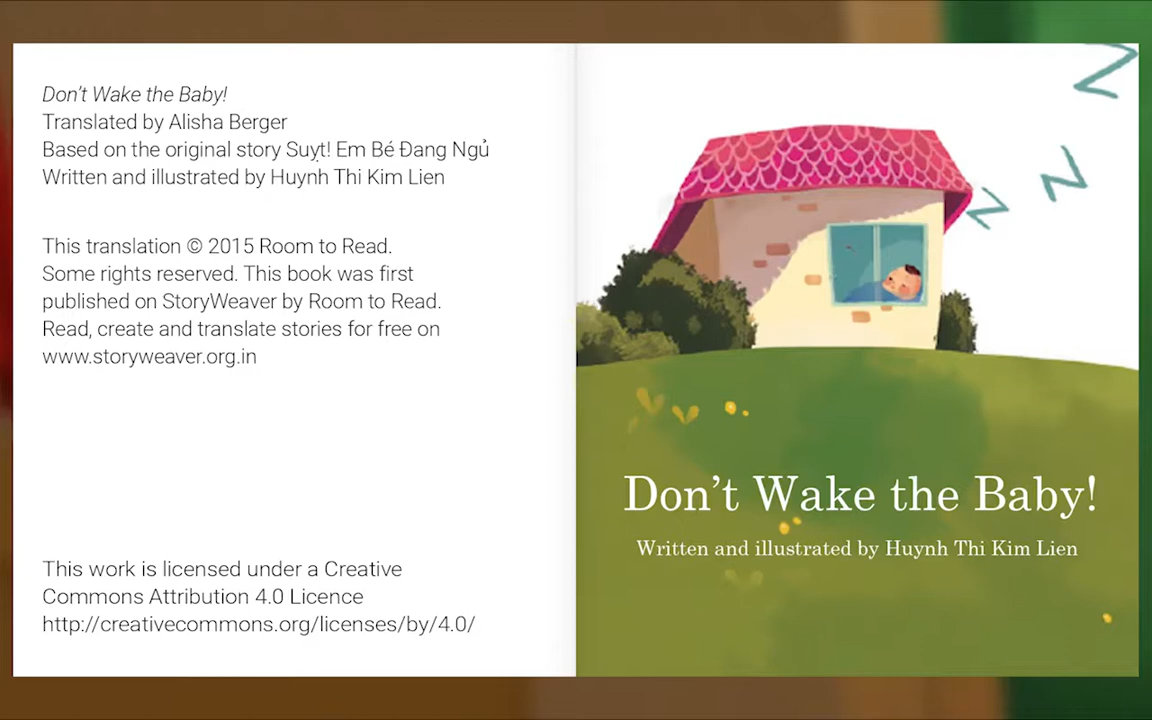 Don't Wake the Baby!
Translated by Alisha Berger
Based on the original story Suỵt! Em Bé Đang Ngủ
Written and illustrated by Huynh Thi Kim Lien
This translation © 2015 Room to Read.
Some rights reserved. This book was first
published on StoryWeaver by Room to Read.
Read, create and translate stories for free on
www.storyweaver.org.in
This work is licensed under a Creative
Commons Attribution 4.0 Licence
http://creativecommons.org/licenses/by/4.0/
Z
Z
Z
Don't Wake the Baby!
Written and illustrated by Huynh Thi Kim Lien